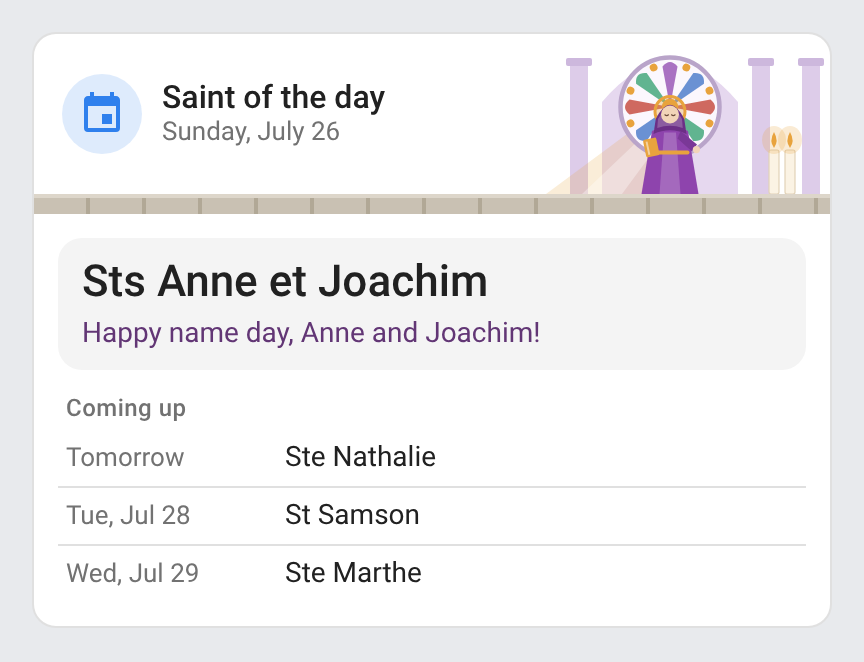 Saint of the day
Sunday, July 26
Sts Anne et Joachim
Happy name day, Anne and Joachim!
Coming up
Tomorrow Ste Nathalie
Tue, Jul 28 St Samson
Wed, Jul 29 Ste Marthe